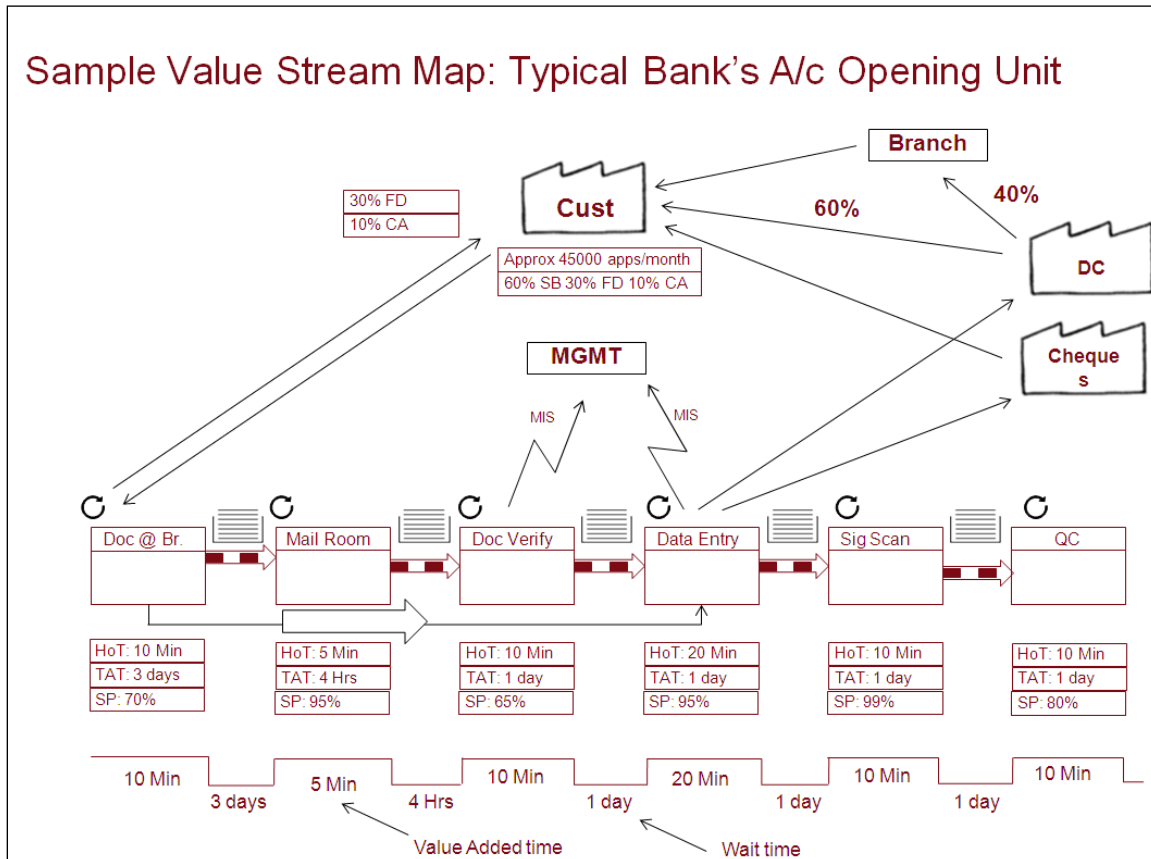 Sample Value Stream Map: Typical Bank's A/c Opening Unit
Branch
30% FD
10% CA
Cust
60%
40%
Approx 45000 apps/month
60% SB 30% FD 10% CA
DC
MGMT
Cheque
s
MIS
MIS
Doc @ Br.
Mail Room
Doc Verify
Data Entry
Sig Scan
QC
HoT: 10 Min
TAT: 3 days
SP: 70%
HoT: 5 Min
TAT: 4 Hrs
SP: 95%
HoT: 10 Min
TAT: 1 day
SP: 65%
HoT: 20 Min
TAT: 1 day
SP: 95%
HoT: 10 Min
TAT: 1 day
SP: 99%
HoT: 10 Min
TAT: 1 day
SP: 80%
10 Min
3 days
5 Min
4 Hrs
10 Min
1 day
20 Min
1 day
10 Min
1 day
10 Min
Value Added time
Wait time